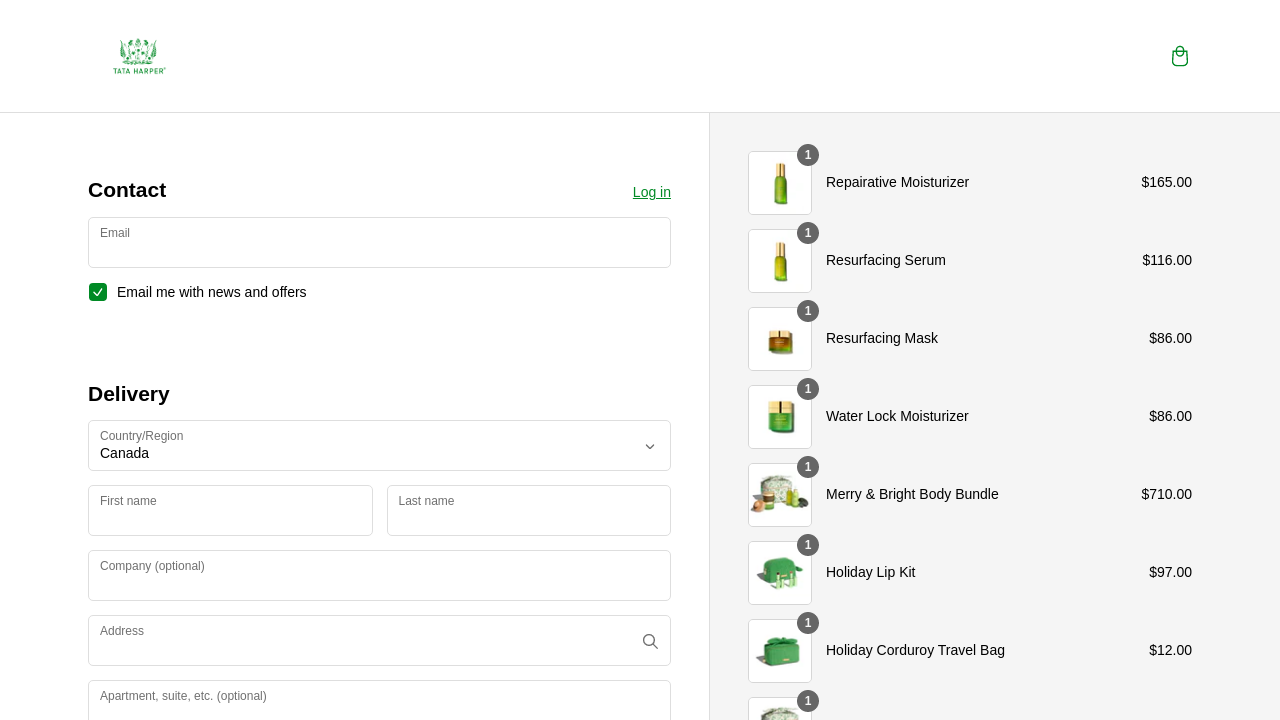 TATA HARPER
Contact
Log in
Email
Email me with news and offers
Delivery
Country/Region
Canada
First name
Last name
Company (optional)
Address
Apartment, suite, etc. (optional)
1
Repairative Moisturizer
$165.00
1
Resurfacing Serum
$116.00
1
Resurfacing Mask
$86.00
1
Water Lock Moisturizer
$86.00
1
Merry & Bright Body Bundle
$710.00
1
Holiday Lip Kit
$97.00
1
Holiday Corduroy Travel Bag
$12.00
1